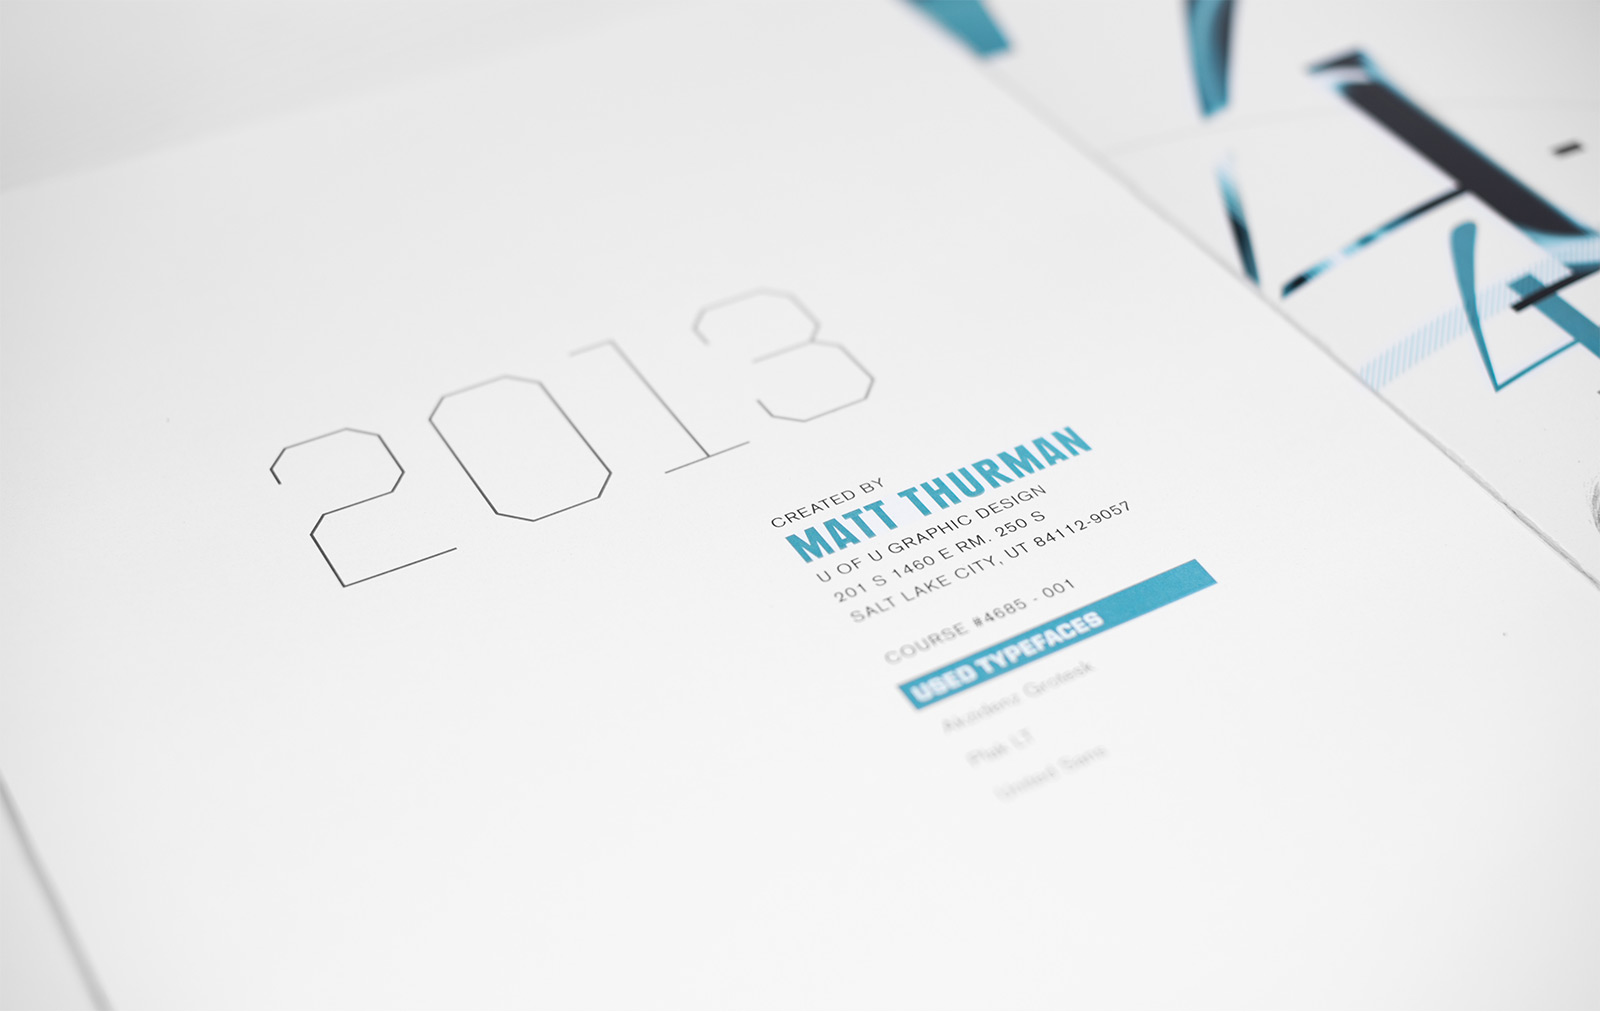 2013
CREATED BY
MATT THURMAN
U OF U GRAPHIC DESIGN
201 S 1460 E RM. 250 S
SALT LAKE CITY, UT 84112-9057
COURSE #4685 - 001
USED TYPEFACES
Akzidenz Grotesk
Plak LT
United Sans